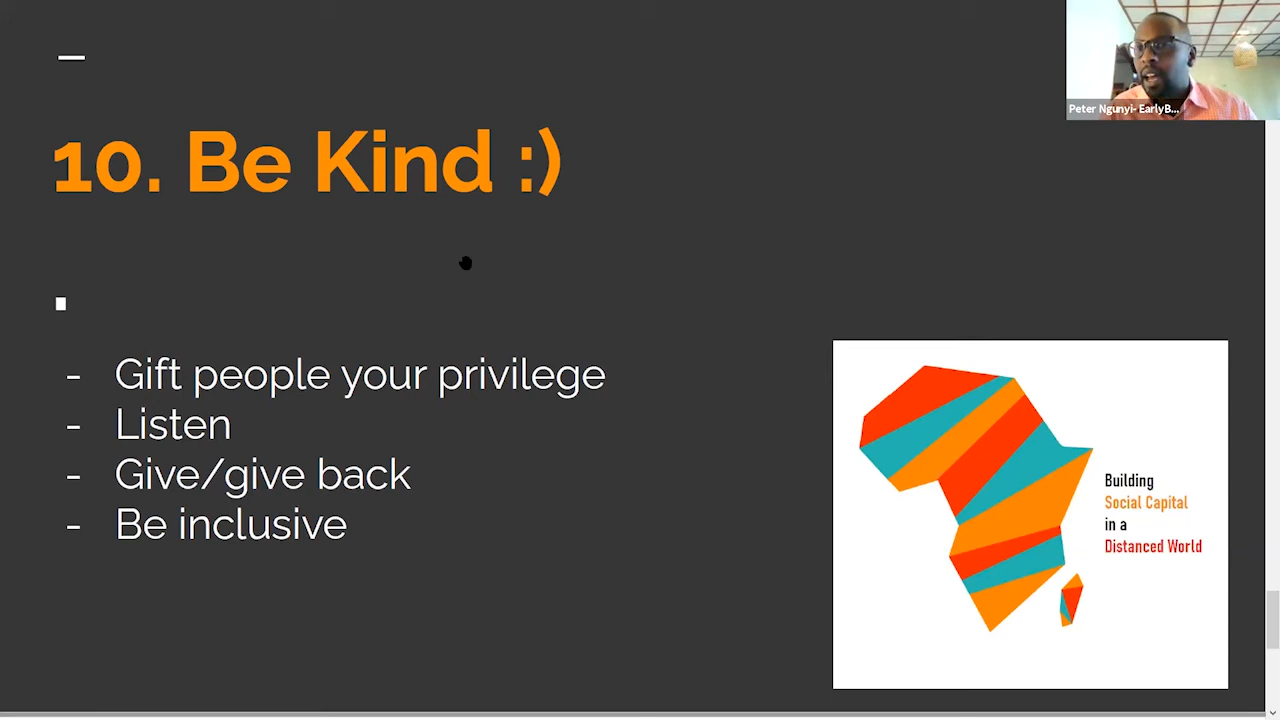 Peter Ngunyi- EarlyB...
10. Be Kind :)
- Gift people your privilege
- Listen
- Give/give back
- Be inclusive
Building
Social Capital
in a
Distanced World